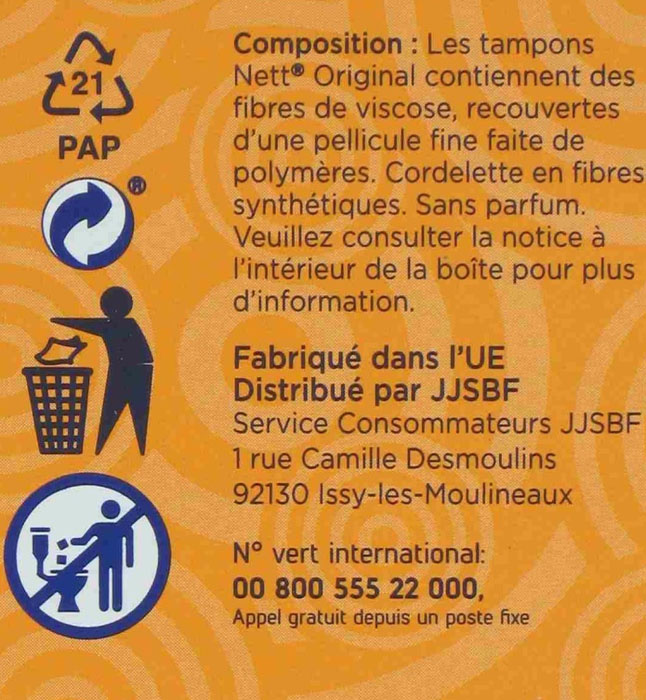 21
PAP
®
Composition : Les tampons
Nett® Original contiennent des
fibres de viscose, recouvertes
d'une pellicule fine faite de
polymères. Cordelette en fibres
synthétiques. Sans parfum.
Veuillez consulter la notice à
l'intérieur de la boîte pour plus
d'information.
Fabriqué dans l'UE
Distribué par JJSBF
Service Consommateurs JJSBF
1 rue Camille Desmoulins
92130 Issy-les-Moulineaux
N° vert international:
00 800 555 22 000,
Appel gratuit depuis un poste fixe